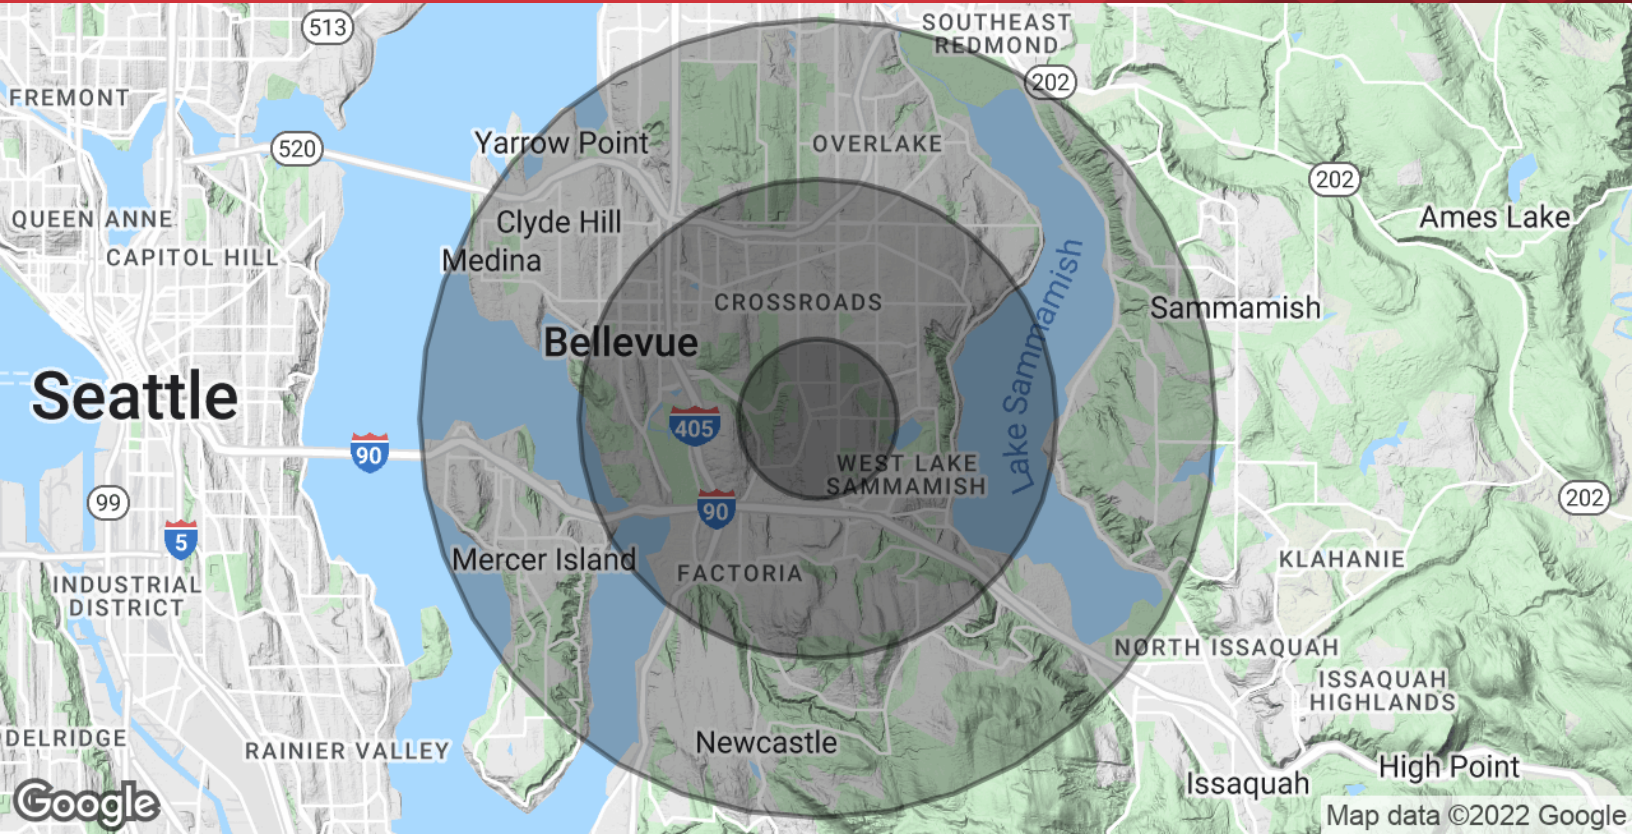 513
SOUTHEAST
REDMOND
202
FREMONT
520
Yarrow Point
OVERLAKE
202
QUEEN ANNE
Clyde Hill
Ames Lake
CAPITOL HILL
Medina
CROSSROADS
Sammamish
Bellevue
Lake Sammamish
Seattle
405
90
WEST LAKE
SAMMAMISH
99
90
202
5
Mercer Island
FACTORIA
KLAHANIE
INDUSTRIAL
DISTRICT
NORTH ISSAQUAH
ISSAQUAH
HIGHLANDS
DELRIDGE
RAINIER VALLEY
Newcastle
High Point
Issaquah
Google
Map data ©2022 Google